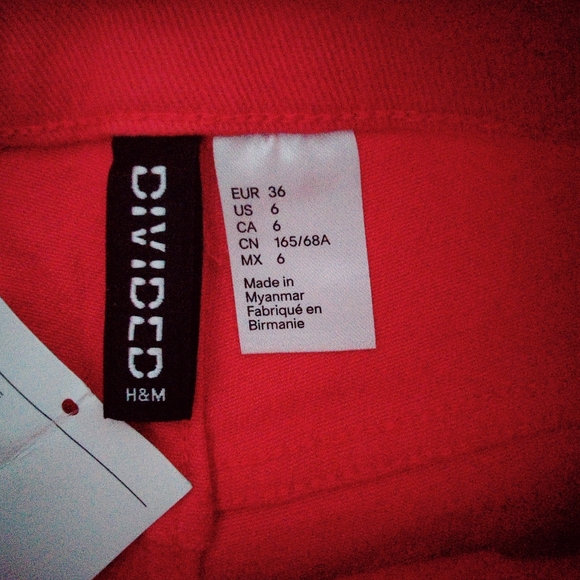 DIVIDED
H&M
EUR 36
US 6
CA 6
CN 165/68A
MX 6
Made in
Myanmar
Fabriqué en
Birmanie